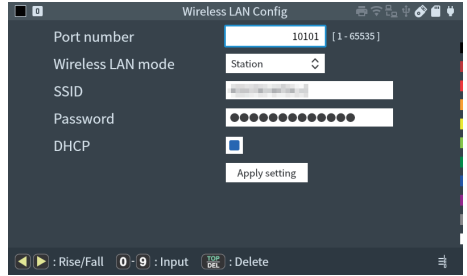 0 Wireless LAN Config
Port number 10101 [1-65535]
Wireless LAN mode Station
SSID
Password ●●●●●●●●●●●●●
DHCP
Apply setting
: Rise/Fall 0-9 : Input TOP DEL : Delete